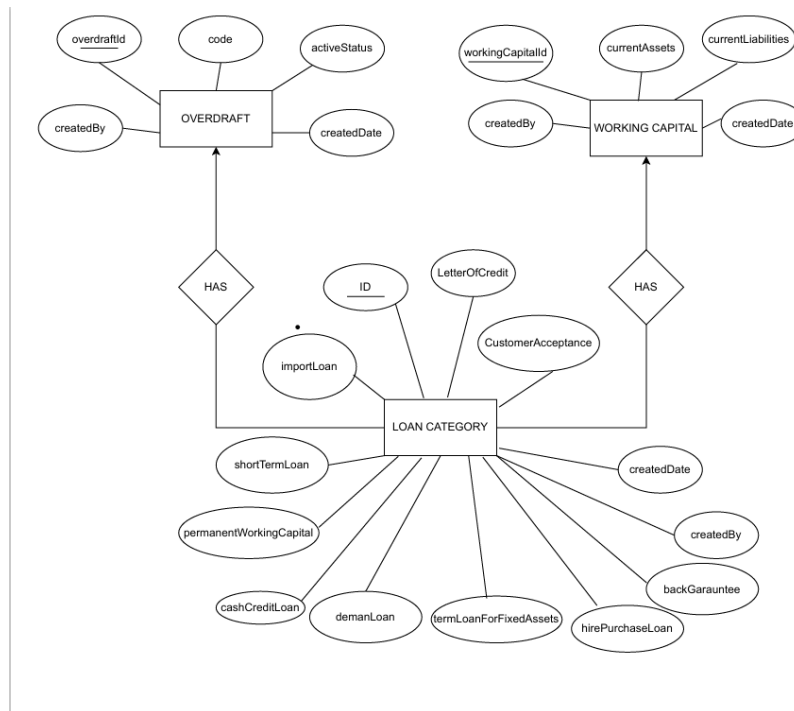 overdraftId
code
activeStatus
createdBy
OVERDRAFT
createdDate
workingCapitalId
currentAssets
currentLiabilities
createdBy
WORKING CAPITAL
createdDate
HAS
HAS
ID
LetterOfCredit
importLoan
CustomerAcceptance
LOAN CATEGORY
shortTermLoan
createdDate
permanentWorkingCapital
createdBy
cashCreditLoan
demanLoan
termLoanForFixedAssets
hirePurchaseLoan
backGarauntee